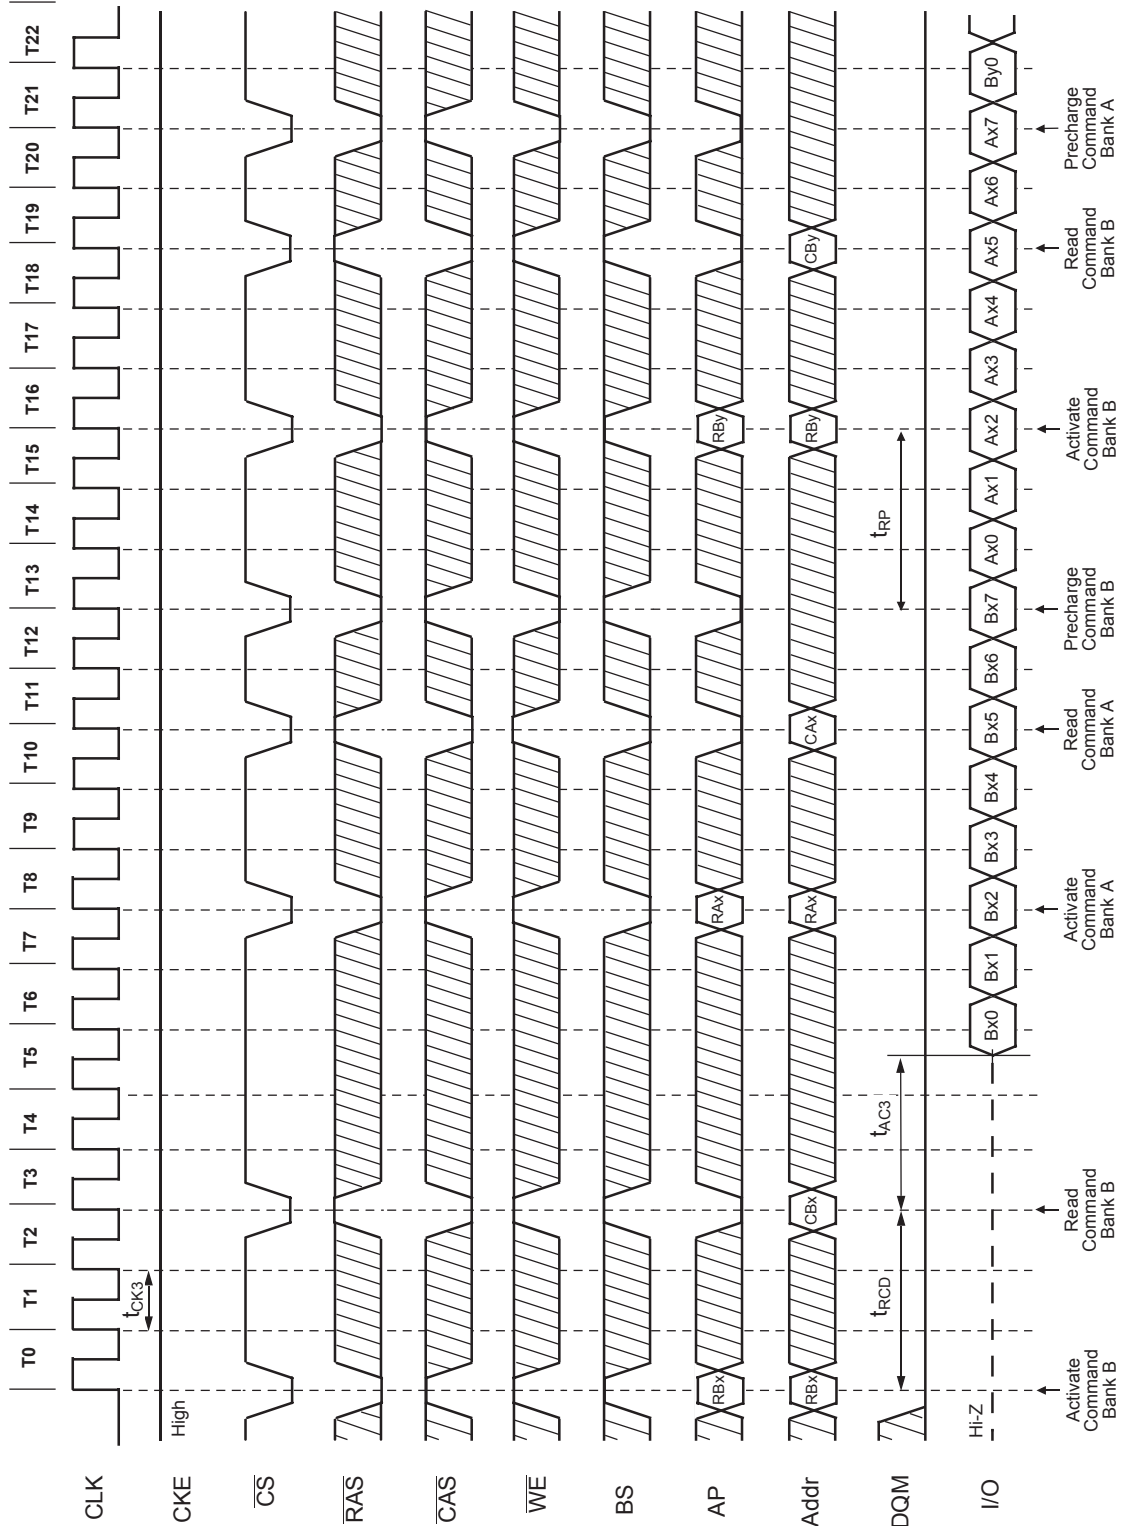 T0 T1 T2 T3 T4 T5 T6 T7 T8 T9 T10 T11 T12 T13 T14 T15 T16 T17 T18 T19 T20 T21 T22
CLK
tCK3
CKE
High
CS
RAS
CAS
WE
BS
AP
RBx RAx RBy
Addr
RBx CBx RAx CAx RBy CBy
DQM
tRCD tAC3 tRP
I/O
Hi-Z
Bx0 Bx1 Bx2 Bx3 Bx4 Bx5 Bx6 Bx7 Ax0 Ax1 Ax2 Ax3 Ax4 Ax5 Ax6 Ax7 By0
Activate
Command
Bank B
Read
Command
Bank B
Activate
Command
Bank A
Read
Command
Bank A
Precharge
Command
Bank B
Activate
Command
Bank B
Read
Command
Bank B
Precharge
Command
Bank A